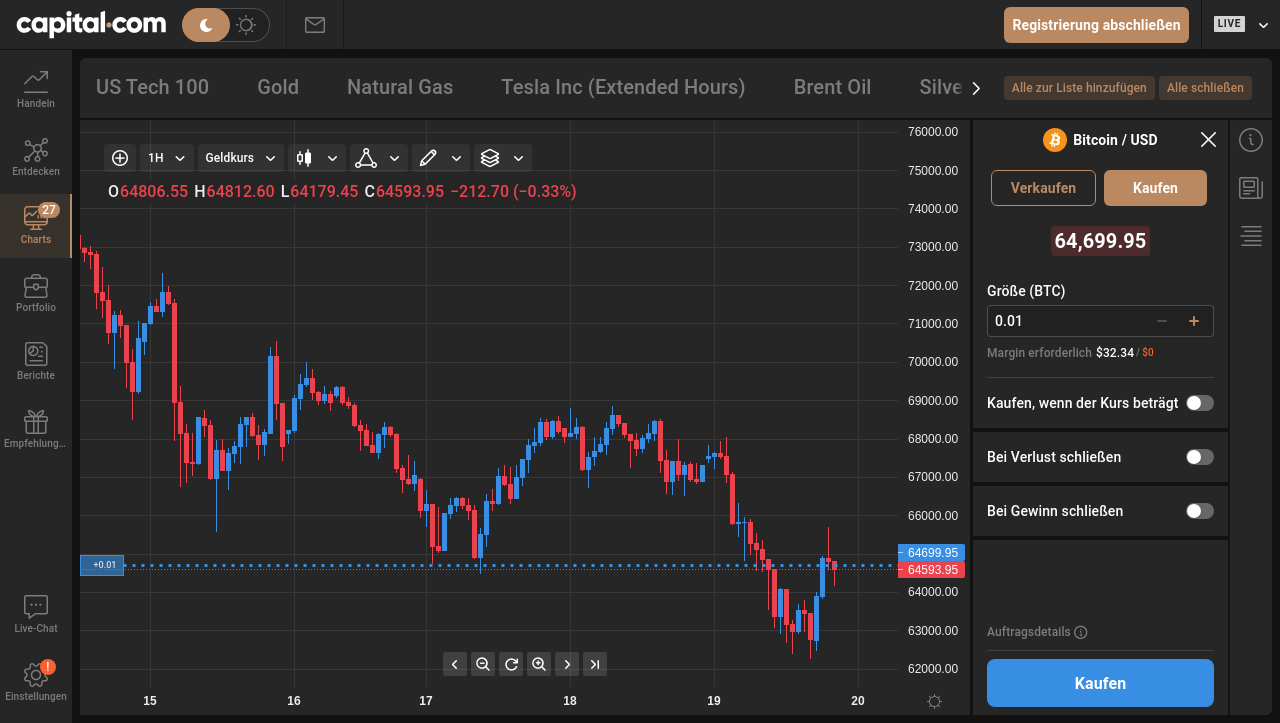 capital.com
Registrierung abschließen
LIVE
Handeln
Entdecken
27
Charts
Portfolio
Berichte
Empfehlung...
Live-Chat
!
Einstellungen
US Tech 100
Gold
Natural Gas
Tesla Inc (Extended Hours)
Brent Oil
Silve
Alle zur Liste hinzufügen
Alle schließen
1H
Geldkurs
O64806.55 H64812.60 L64179.45 C64593.95 −212.70 (−0.33%)
76000.00
75000.00
74000.00
73000.00
72000.00
71000.00
70000.00
69000.00
68000.00
67000.00
66000.00
64699.95
64593.95
64000.00
63000.00
62000.00
+0.01
15 16 17 18 19 20
Bitcoin / USD
Verkaufen
Kaufen
64,699.95
Größe (BTC)
0.01
Margin erforderlich $32.34 / $0
Kaufen, wenn der Kurs beträgt
Bei Verlust schließen
Bei Gewinn schließen
Auftragsdetails
Kaufen